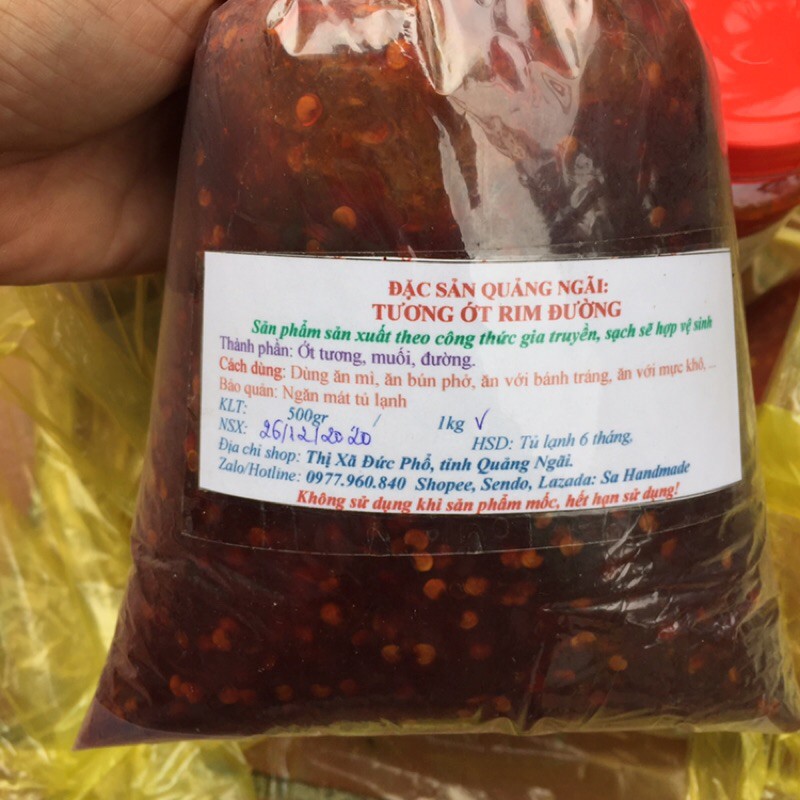 ĐẶC SẢN QUẢNG NGÃI:
TƯƠNG ỚT RIM ĐƯỜNG
Sản phẩm sản xuất theo công thức gia truyền, sạch sẽ hợp vệ sinh
Thành phần: Ớt tương, muối, đường.
Cách dùng: Dùng ăn mì, ăn bún phở, ăn với bánh tráng, ăn với mực khô, ...
Bảo quản: Ngăn mát tủ lạnh
KLT: 500gr / 1kg √
NSX: 26/12/2020 HSD: Tủ lạnh 6 tháng.
Địa chỉ shop: Thị Xã Đức Phổ, tỉnh Quảng Ngãi.
Zalo/Hotline: 0977.960.840 Shopee, Sendo, Lazada: Sa Handmade
Không sử dụng khi sản phẩm mốc, hết hạn sử dụng!